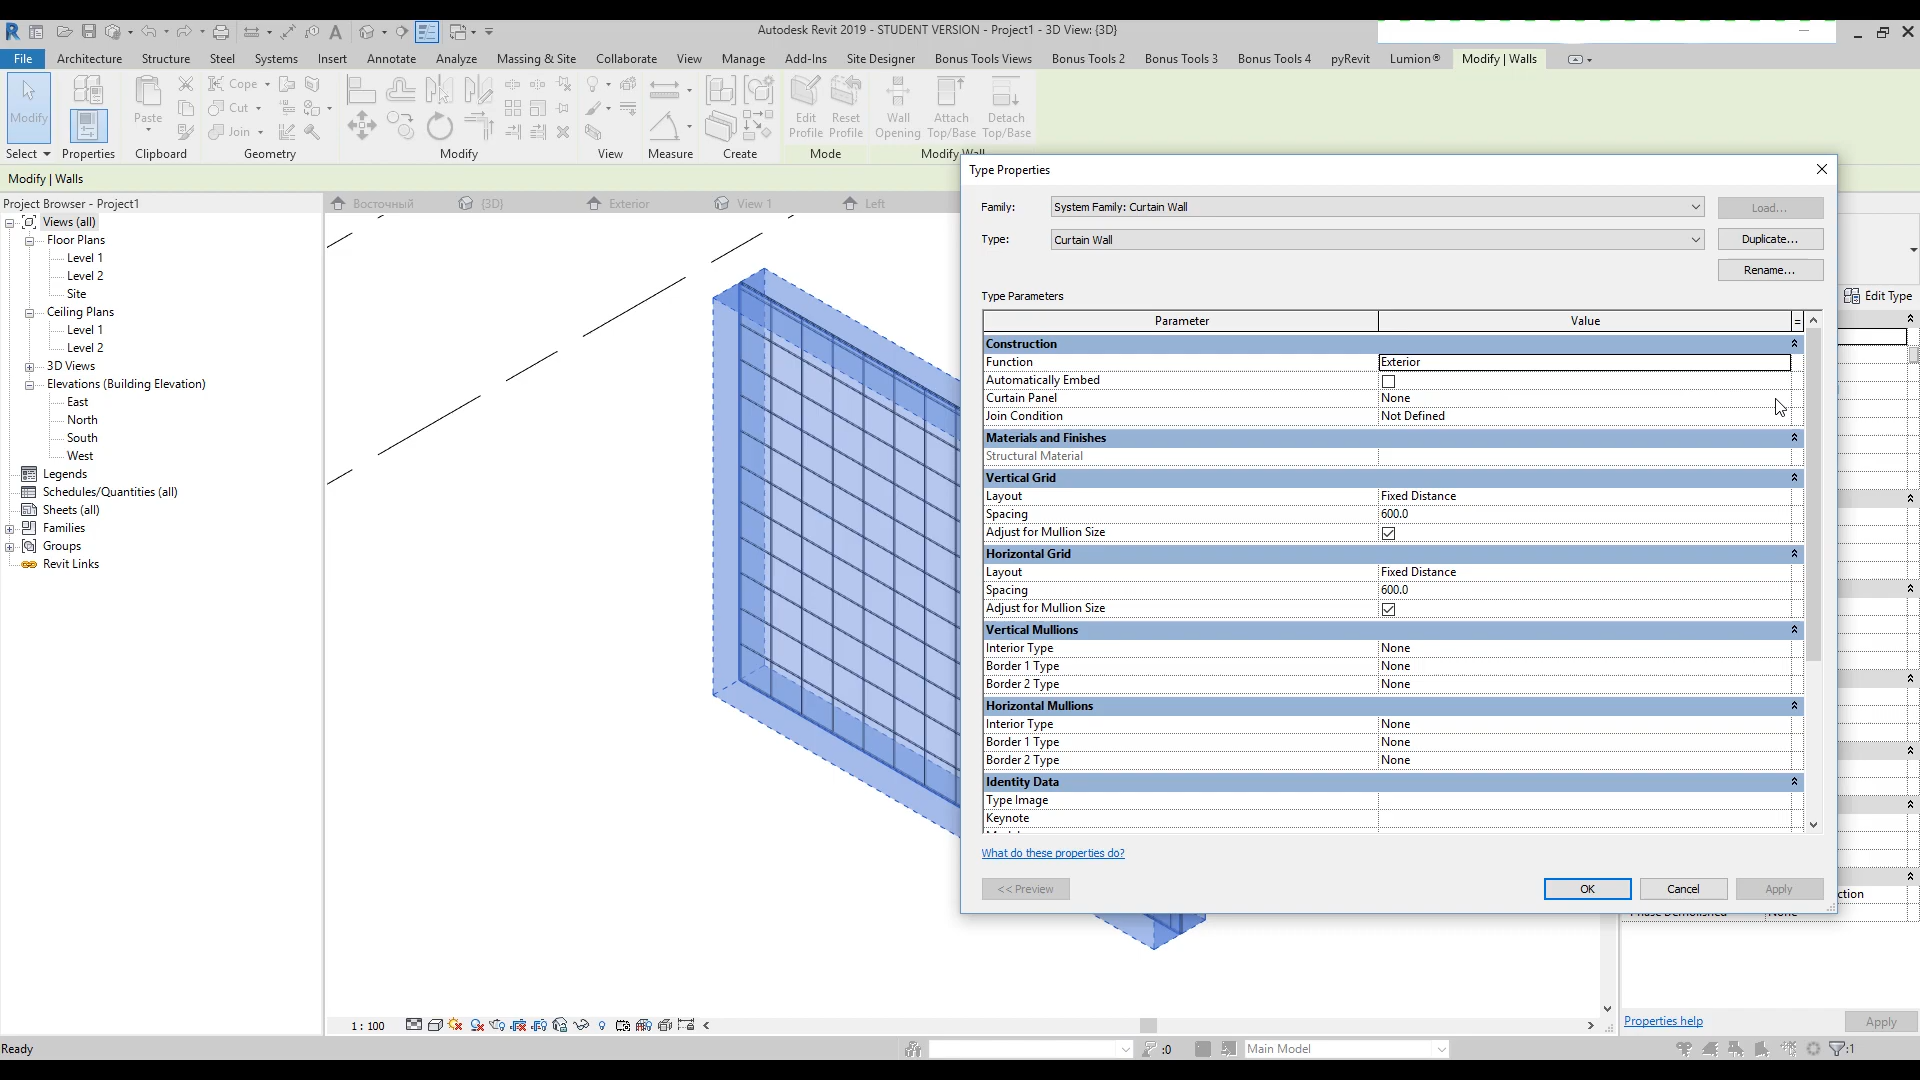 Autodesk Revit 2019 - STUDENT VERSION - Project1 - 3D View: {3D}
File Architecture Structure Steel Systems Insert Annotate Analyze Massing & Site Collaborate View Manage Add-Ins Site Designer Bonus Tools Views Bonus Tools 2 Bonus Tools 3 Bonus Tools 4 pyRevit Lumion® Modify | Walls
Cope
Modify Cut Paste Edit Reset Wall Attach Detach
Join Profile Profile Opening Top/Base Top/Base
Select Properties Clipboard Geometry Modify View Measure Create Mode Modify Wall
Modify | Walls
Project Browser - Project1
Восточный {3D} Exterior View 1 Left
Views (all)
Floor Plans
Level 1
Level 2
Site
Ceiling Plans
Level 1
Level 2
3D Views
Elevations (Building Elevation)
East
North
South
West
Legends
Schedules/Quantities (all)
Sheets (all)
Families
Groups
Revit Links
Type Properties
Family: System Family: Curtain Wall Load...
Type: Curtain Wall Duplicate...
Rename...
Type Parameters
Parameter Value =
Construction
Function Exterior
Automatically Embed
Curtain Panel None
Join Condition Not Defined
Materials and Finishes
Structural Material
Vertical Grid
Layout Fixed Distance
Spacing 600.0
Adjust for Mullion Size
Horizontal Grid
Layout Fixed Distance
Spacing 600.0
Adjust for Mullion Size
Vertical Mullions
Interior Type None
Border 1 Type None
Border 2 Type None
Horizontal Mullions
Interior Type None
Border 1 Type None
Border 2 Type None
Identity Data
Type Image
Keynote
What do these properties do?
<< Preview OK Cancel Apply
Edit Type
ction
Phase Demolished None
Properties help Apply
1 : 100
Ready :0 Main Model :1